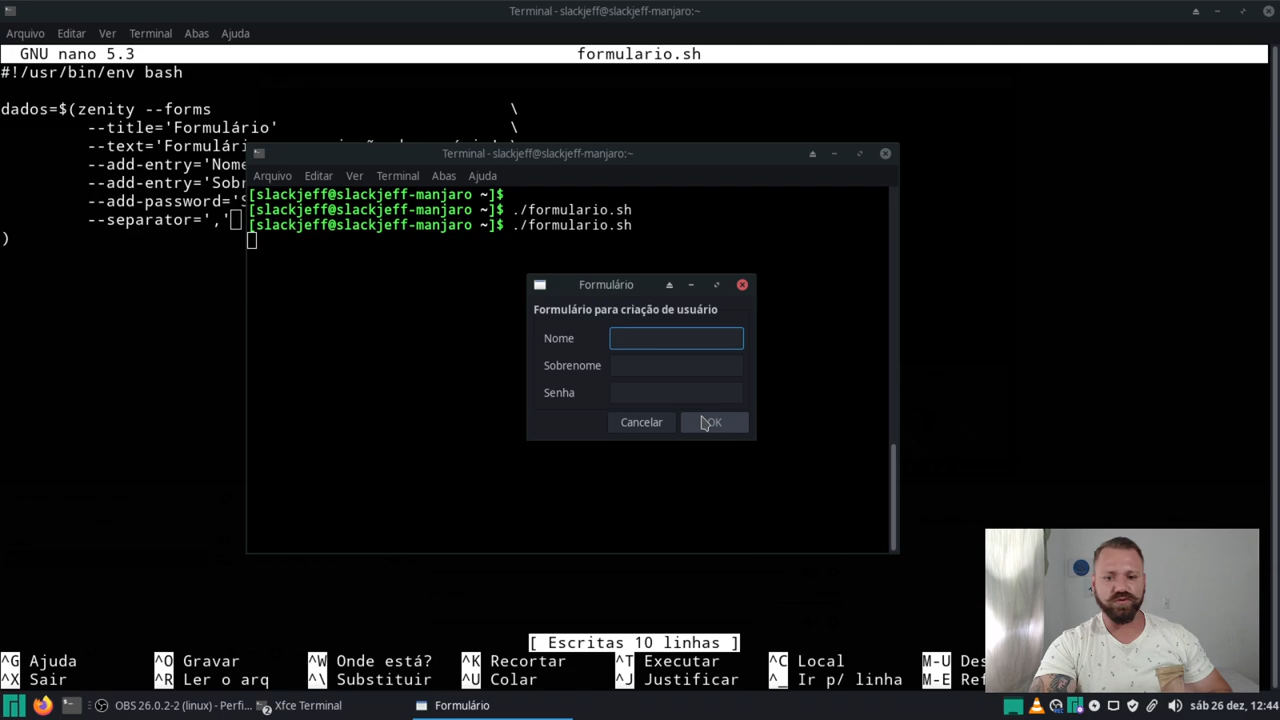 Terminal - slackjeff@slackjeff-manjaro:~
Arquivo Editar Ver Terminal Abas Ajuda
GNU nano 5.3 formulario.sh
#!/usr/bin/env bash
dados=$(zenity --forms \
--title='Formulário' \
--text='Formulári
--add-entry='Nome
--add-entry='Sobr
--add-password='S
--separator=','
)
Terminal - slackjeff@slackjeff-manjaro:~
Arquivo Editar Ver Terminal Abas Ajuda
[slackjeff@slackjeff-manjaro ~]$
[slackjeff@slackjeff-manjaro ~]$ ./formulario.sh
[slackjeff@slackjeff-manjaro ~]$ ./formulario.sh
Formulário
Formulário para criação de usuário
Nome
Sobrenome
Senha
Cancelar OK
[ Escritas 10 linhas ]
^G Ajuda ^O Gravar ^W Onde está? ^K Recortar ^T Executar ^C Local M-U Des
^X Sair ^R Ler o arq ^\ Substituir ^U Colar ^J Justificar ^_ Ir p/ linha M-E Ref
OBS 26.0.2-2 (linux) - Perfi... 2 Xfce Terminal Formulário sáb 26 dez, 12:44